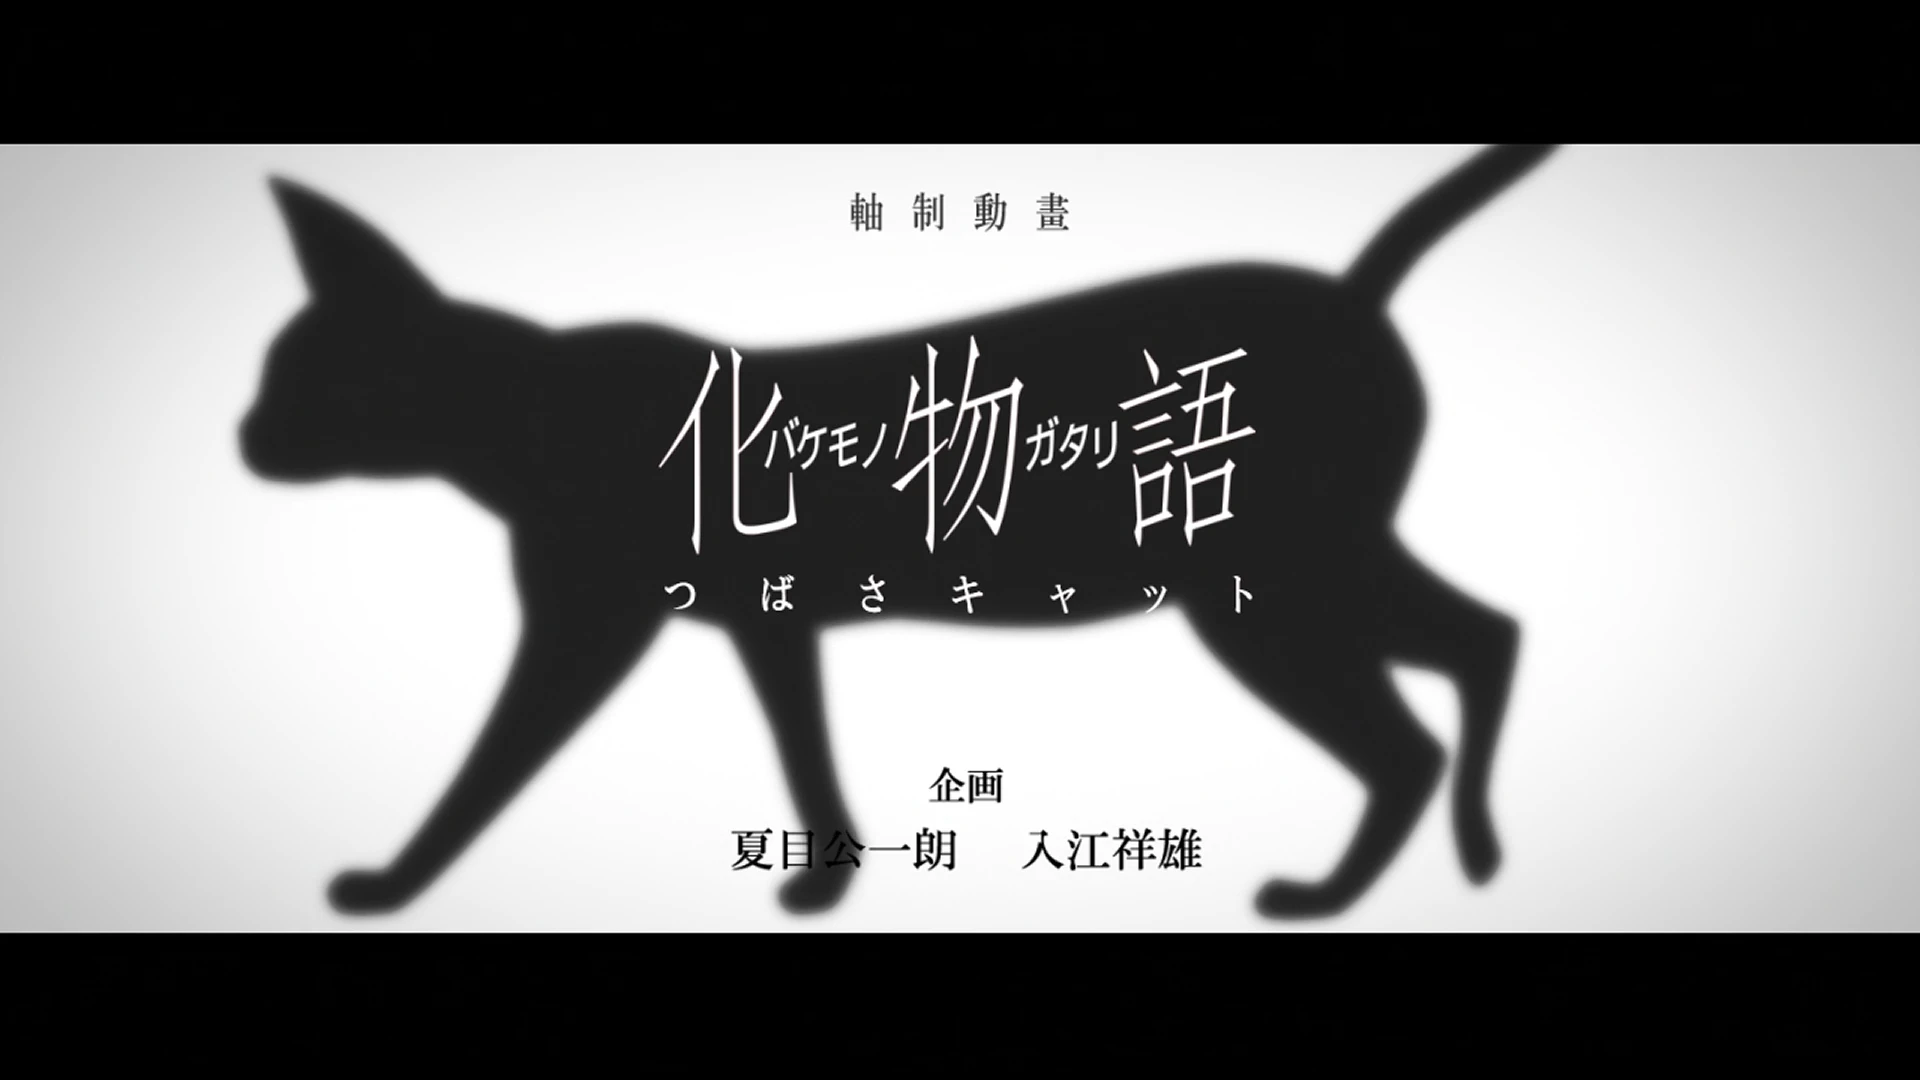 軸制動畫
化バケモノ物ガタリ語
つばさキャット
企画
夏目公一朗 入江祥雄